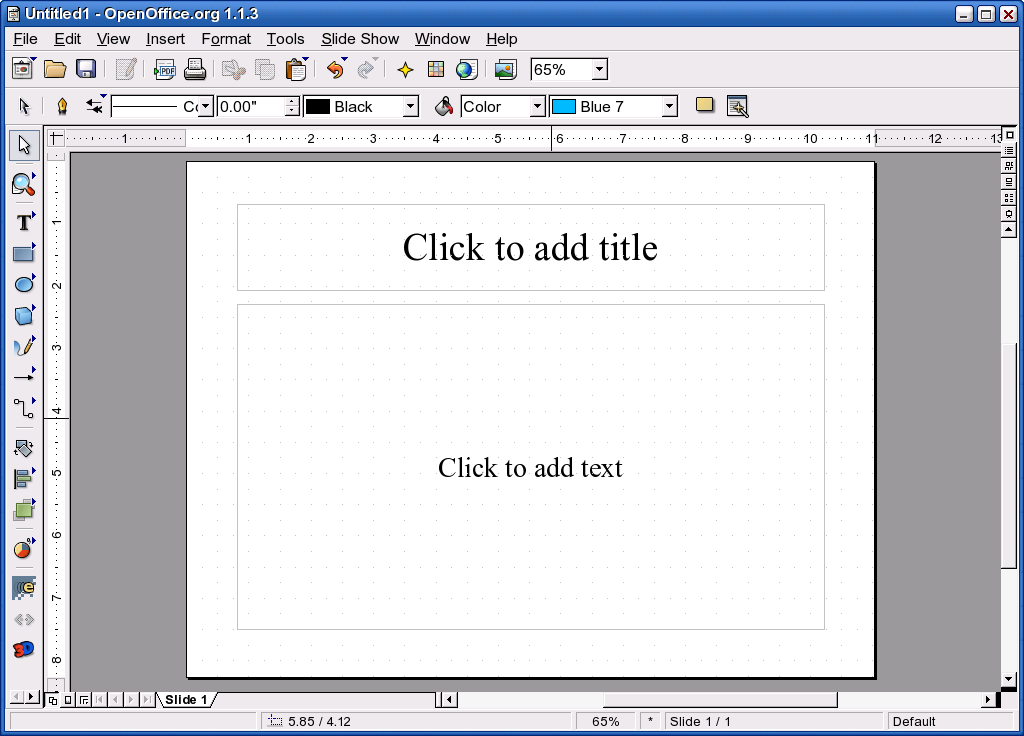 Untitled1 - OpenOffice.org 1.1.3
File Edit View Insert Format Tools Slide Show Window Help
PDF 65%
0.00" Black Color Blue 7
1 1 2 3 4 5 6 7 8 9 10 11 12 13
Click to add title
Click to add text
T
1
2
3
4
5
6
7
8
e
3D
Slide 1
5.85 / 4.12 65% * Slide 1 / 1 Default